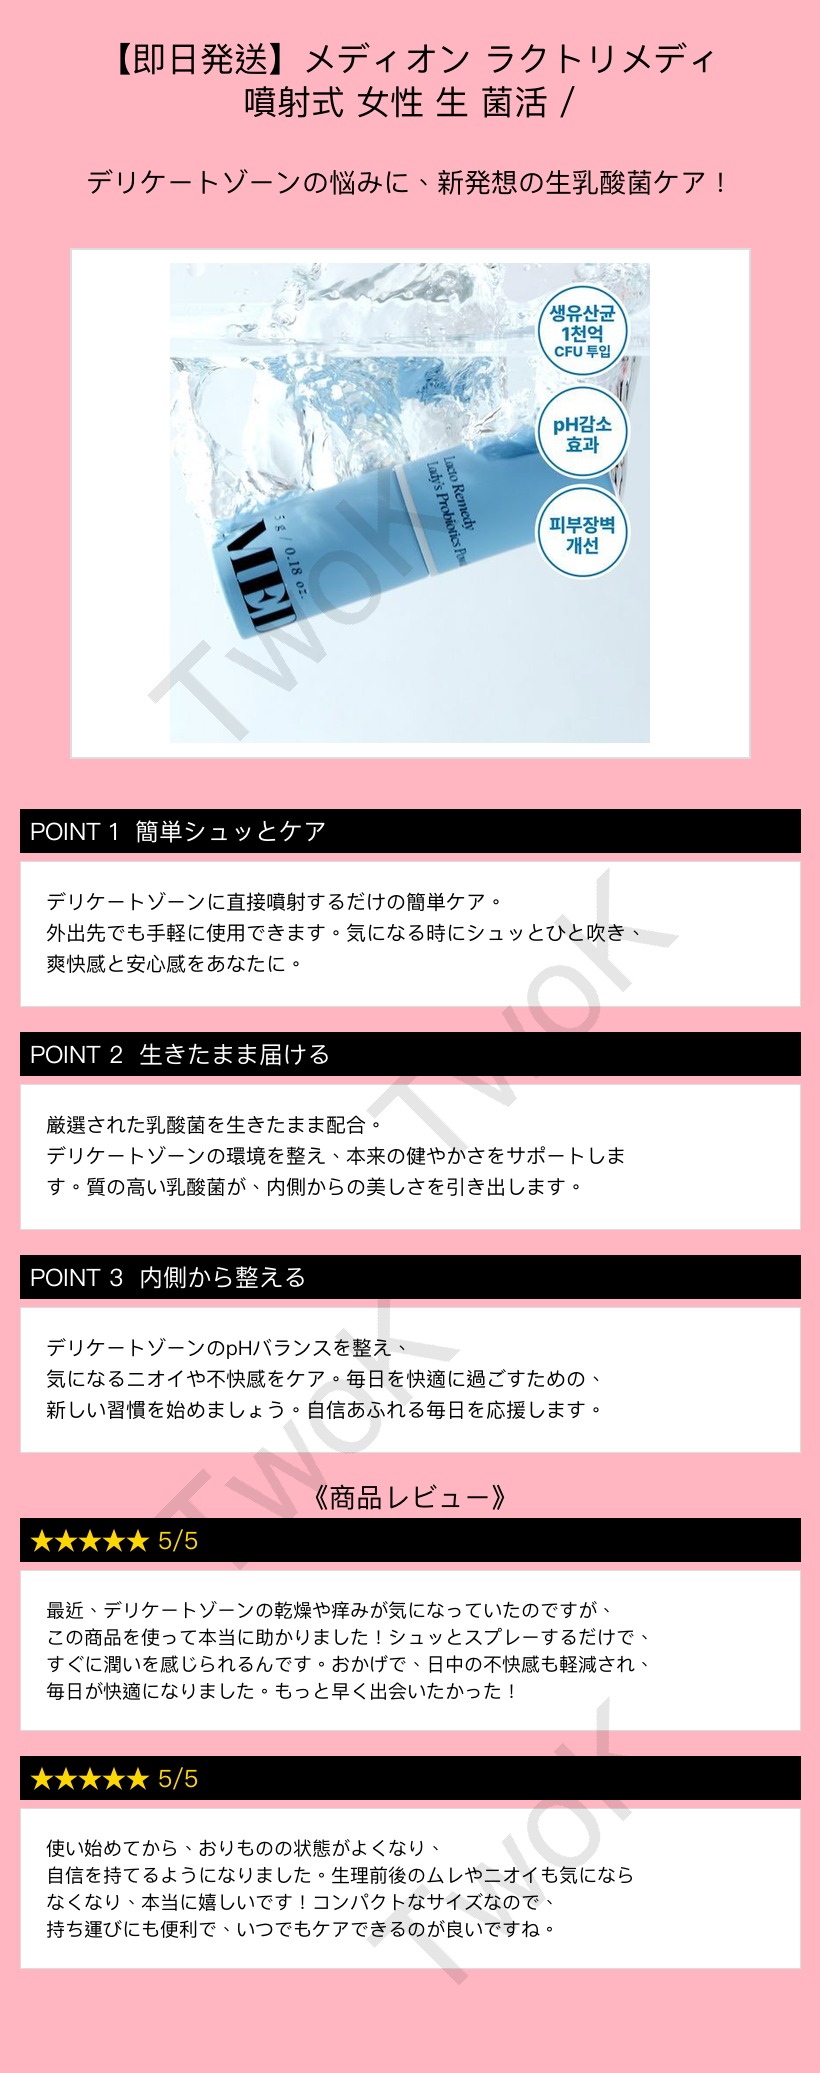 【即日発送】メディオン ラクトリメディ
噴射式 女性 生 菌活 /
デリケートゾーンの悩みに、新発想の生乳酸菌ケア！
생유산균
1천억
CFU 투입
pH감소
효과
피부장벽
개선
Lacto Remedy
Lady's Probiotics
5 g / 0.18 oz.
MED
TwoK
POINT 1 簡単シュッとケア
デリケートゾーンに直接噴射するだけの簡単ケア。
外出先でも手軽に使用できます。気になる時にシュッとひと吹き、
爽快感と安心感をあなたに。
TwoK
POINT 2 生きたまま届ける
厳選された乳酸菌を生きたまま配合。
デリケートゾーンの環境を整え、本来の健やかさをサポートしま
す。質の高い乳酸菌が、内側からの美しさを引き出します。
POINT 3 内側から整える
デリケートゾーンのpHバランスを整え、
気になるニオイや不快感をケア。毎日を快適に過ごすための、
新しい習慣を始めましょう。自信あふれる毎日を応援します。
TwoK
《商品レビュー》
★★★★★ 5/5
最近、デリケートゾーンの乾燥や痒みが気になっていたのですが、
この商品を使って本当に助かりました！シュッとスプレーするだけで、
すぐに潤いを感じられるんです。おかげで、日中の不快感も軽減され、
毎日が快適になりました。もっと早く出会いたかった！
★★★★★ 5/5
使い始めてから、おりものの状態がよくなり、
自信を持てるようになりました。生理前後のムレやニオイも気になら
なくなり、本当に嬉しいです！コンパクトなサイズなので、
持ち運びにも便利で、いつでもケアできるのが良いですね。
TwoK